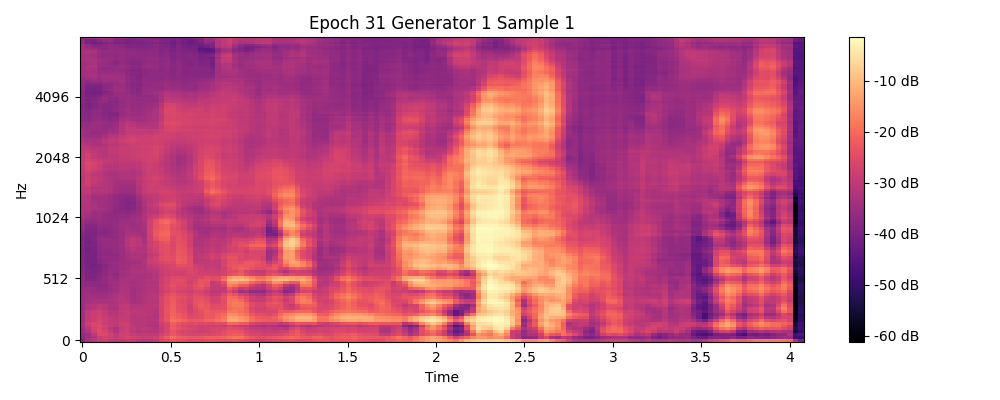 Epoch 31 Generator 1 Sample 1
4096
2048
1024
512
0
Hz
0
0.5
1
1.5
2
2.5
3
3.5
4
Time
-10 dB
-20 dB
-30 dB
-40 dB
-50 dB
-60 dB